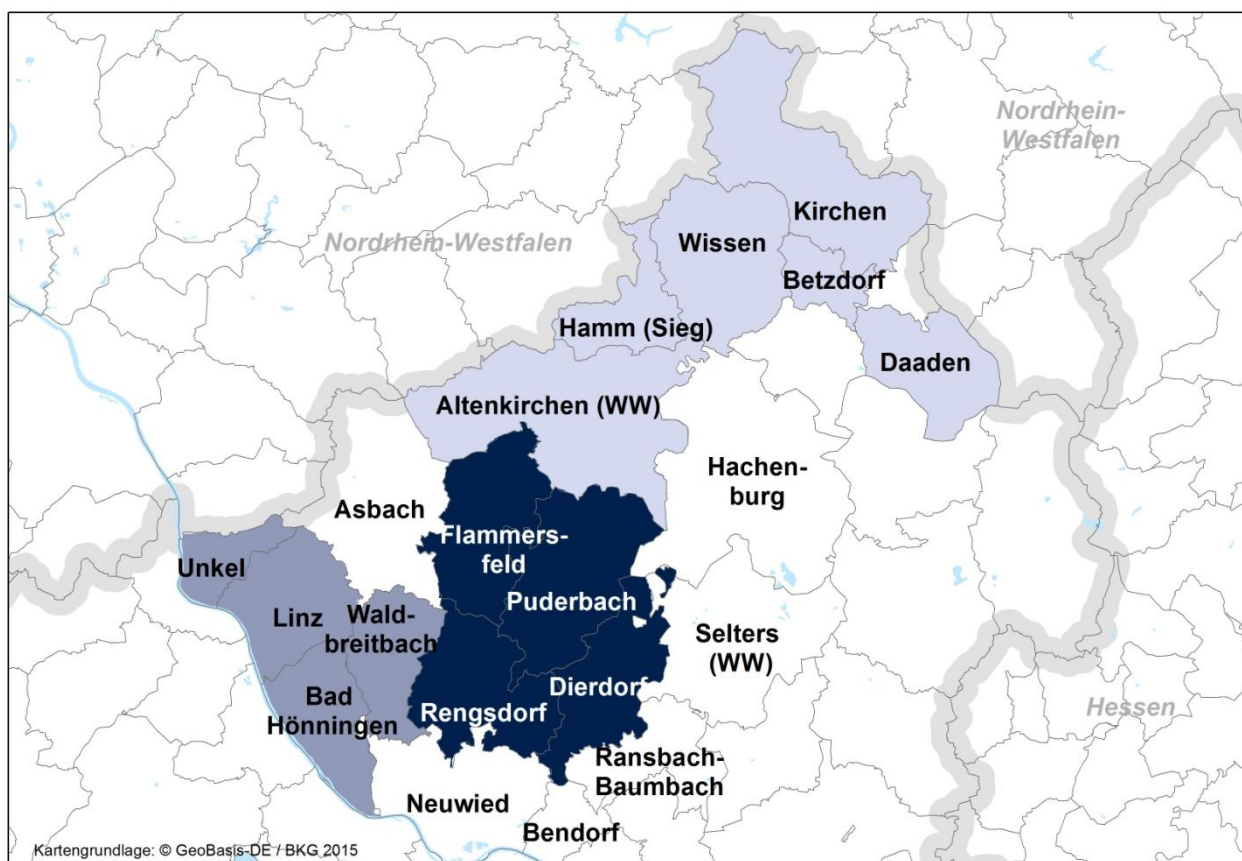 Nordrhein-
Westfalen
Kirchen
Nordrhein-Westfalen
Wissen
Betzdorf
Hamm (Sieg)
Daaden
Altenkirchen (WW)
Hachen-
burg
Asbach
Flammers-
feld
Unkel
Puderbach
Linz
Wald-
breitbach
Selters
(WW)
Dierdorf
Bad
Hönningen
Rengsdorf
Hessen
Ransbach-
Baumbach
Neuwied
Bendorf
Kartengrundlage: © GeoBasis-DE / BKG 2015